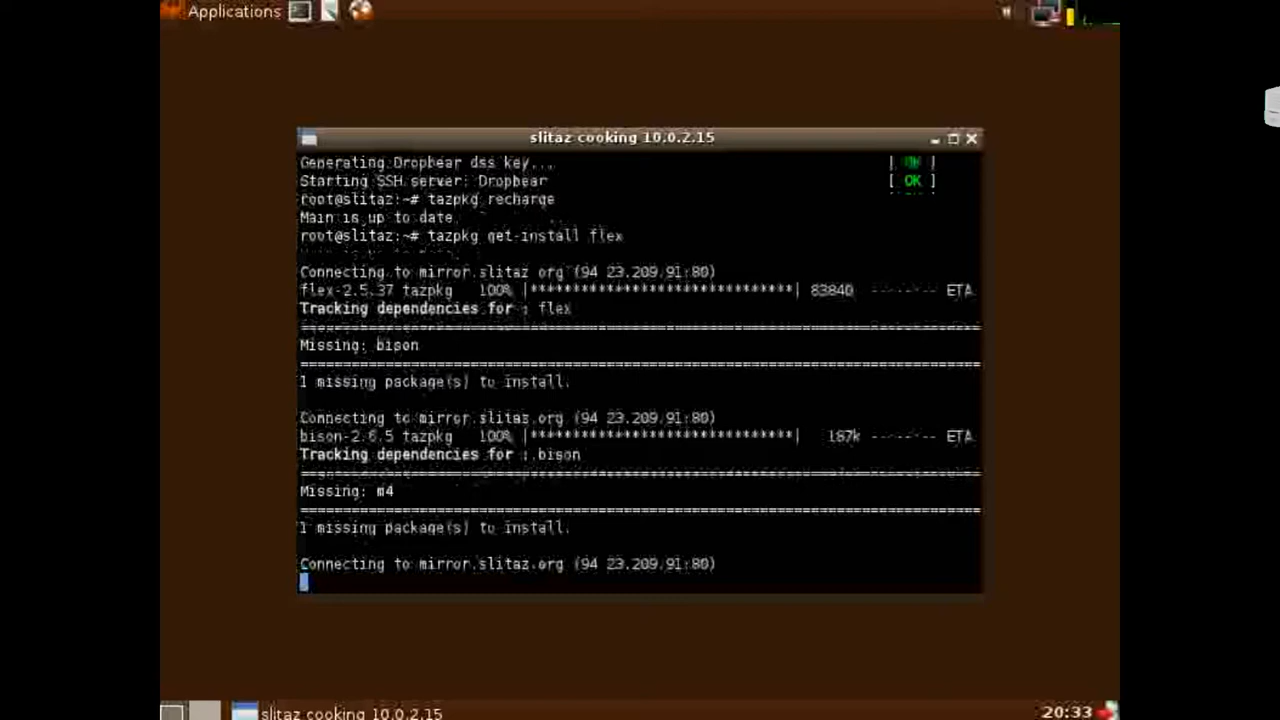 Applications
slitaz cooking 10.0.2.15
Generating Dropbear dss key... [ OK ]
Starting SSH server: Dropbear [ OK ]
root@slitaz:~# tazpkg recharge
Main is up to date.
root@slitaz:~# tazpkg get-install flex
Connecting to mirror.slitaz.org (94.23.209.91:80)
flex-2.5.37.tazpkg 100% |*****************************| 83840 --:--:-- ETA
Tracking dependencies for : flex
================================================================================
Missing: bison
================================================================================
1 missing package(s) to install.
Connecting to mirror.slitaz.org (94.23.209.91:80)
bison-2.6.5.tazpkg 100% |*****************************| 187k --:--:-- ETA
Tracking dependencies for : bison
================================================================================
Missing: m4
================================================================================
1 missing package(s) to install.
Connecting to mirror.slitaz.org (94.23.209.91:80)
slitaz cooking 10.0.2.15
20:33